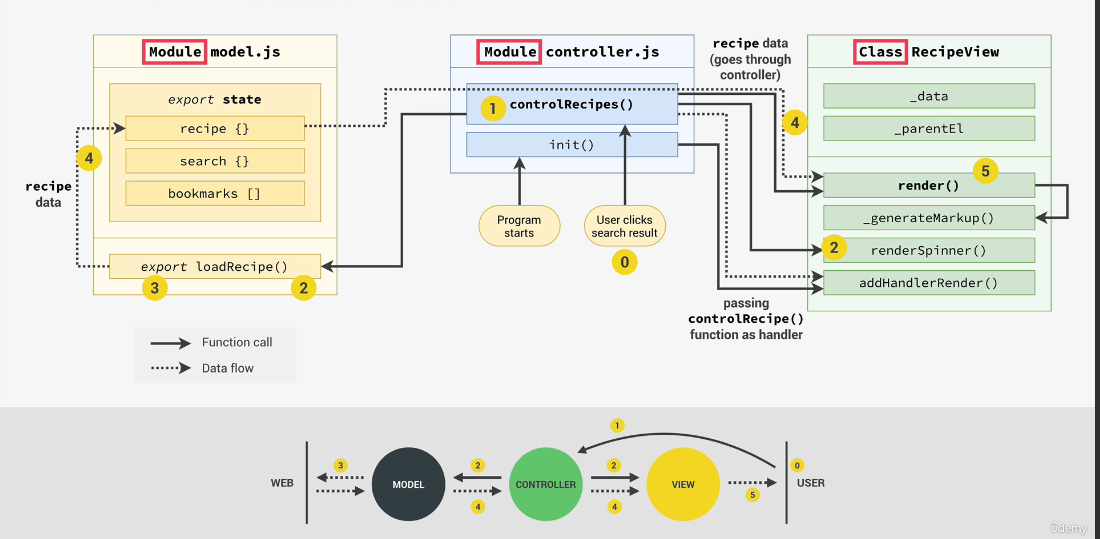 Module model.js
export state
recipe {}
search {}
bookmarks []
export loadRecipe()
3
2
4
recipe
data
Module controller.js
1
controlRecipes()
init()
Program
starts
User clicks
search result
0
recipe data
(goes through
controller)
4
Class RecipeView
_data
_parentEl
5
render()
_generateMarkup()
2
renderSpinner()
addHandlerRender()
passing
controlRecipe()
function as handler
Function call
Data flow
1
WEB
3
MODEL
2
4
CONTROLLER
2
4
VIEW
5
0
USER
ûdemy